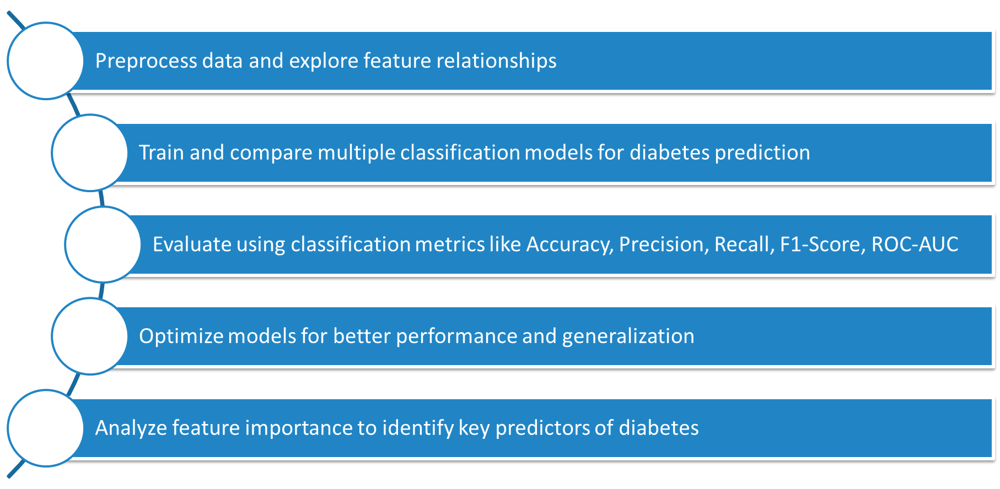 Preprocess data and explore feature relationships
Train and compare multiple classification models for diabetes prediction
Evaluate using classification metrics like Accuracy, Precision, Recall, F1-Score, ROC-AUC
Optimize models for better performance and generalization
Analyze feature importance to identify key predictors of diabetes